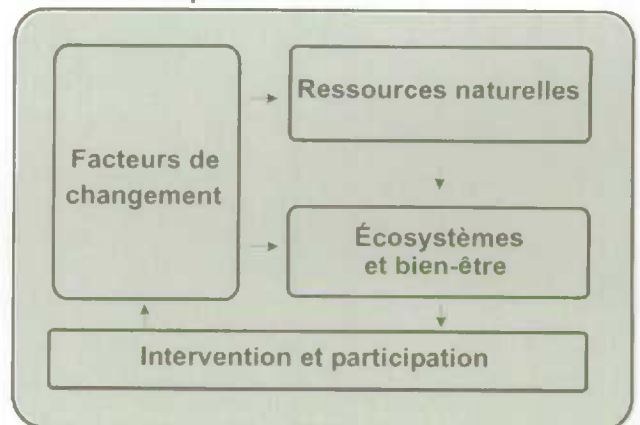 Ressources naturelles
Facteurs de
changement
Écosystèmes
et bien-être
Intervention et participation